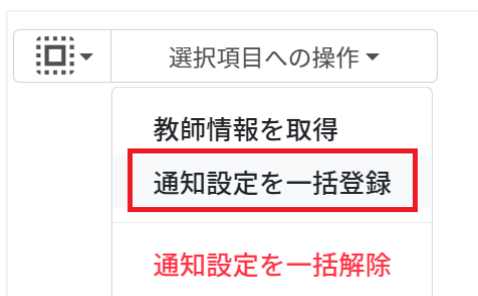 選択項目への操作
教師情報を取得
通知設定を一括登録
通知設定を一括解除